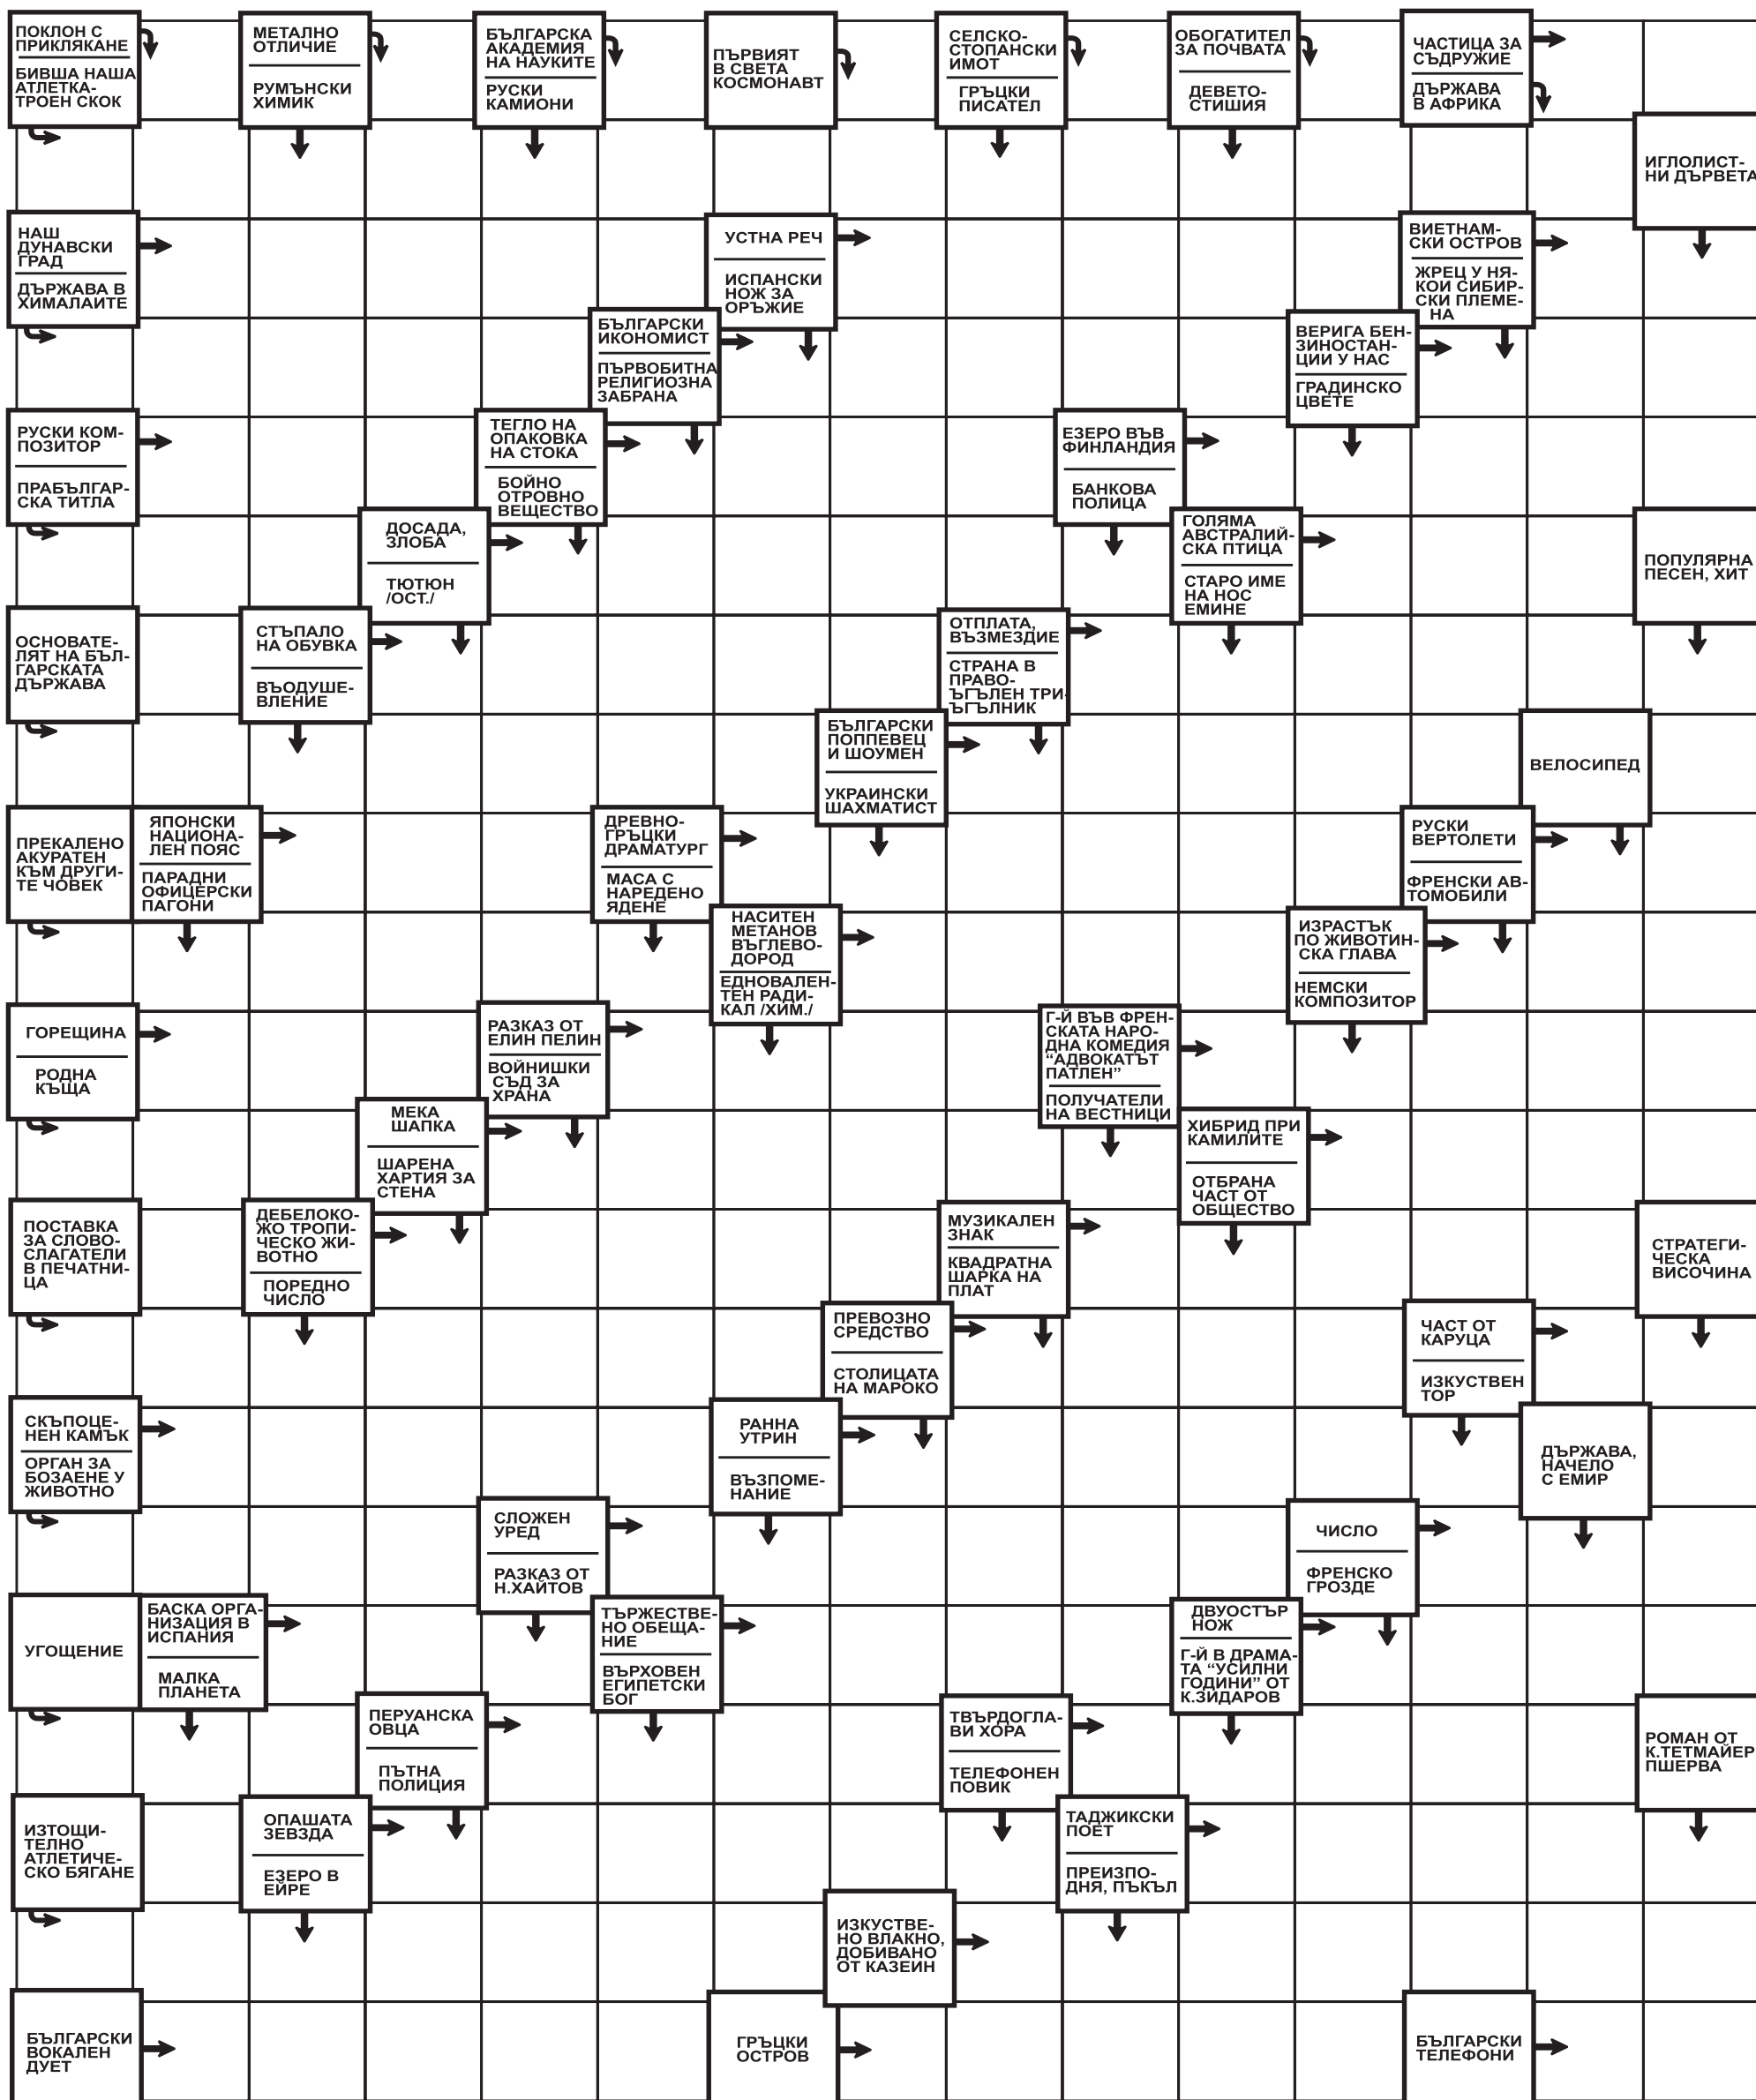 ПОКЛОН С
ПРИКЛЯКАНЕ
БИВША НАША
АТЛЕТКА-
ТРОЕН СКОК
МЕТАЛНО
ОТЛИЧИЕ
РУМЪНСКИ
ХИМИК
БЪЛГАРСКА
АКАДЕМИЯ
НА НАУКИТЕ
РУСКИ
КАМИОНИ
ПЪРВИЯТ
В СВЕТА
КОСМОНАВТ
СЕЛСКО-
СТОПАНСКИ
ИМОТ
ГРЪЦКИ
ПИСАТЕЛ
ОБОГАТИТЕЛ
ЗА ПОЧВАТА
ДЕВЕТО-
СТИШИЯ
ЧАСТИЦА ЗА
СЪДРУЖИЕ
ДЪРЖАВА
В АФРИКА
ИГЛОЛИСТ-
НИ ДЪРВЕТА
НАШ
ДУНАВСКИ
ГРАД
ДЪРЖАВА В
ХИМАЛАИТЕ
УСТНА РЕЧ
ИСПАНСКИ
НОЖ ЗА
ОРЪЖИЕ
ВИЕТНАМ-
СКИ ОСТРОВ
ЖРЕЦ У НЯ-
КОИ СИБИР-
СКИ ПЛЕМЕ-
НА
БЪЛГАРСКИ
ИКОНОМИСТ
ПЪРВОБИТНА
РЕЛИГИОЗНА
ЗАБРАНА
ВЕРИГА БЕН-
ЗИНОСТАН-
ЦИИ У НАС
ГРАДИНСКО
ЦВЕТЕ
РУСКИ КОМ-
ПОЗИТОР
ПРАБЪЛГАР-
СКА ТИТЛА
ТЕГЛО НА
ОПАКОВКА
НА СТОКА
БОЙНО
ОТРОВНО
ВЕЩЕСТВО
ЕЗЕРО ВЪВ
ФИНЛАНДИЯ
БАНКОВА
ПОЛИЦА
ДОСАДА,
ЗЛОБА
ТЮТЮН
/ОСТ./
ГОЛЯМА
АВСТРАЛИЙ-
СКА ПТИЦА
СТАРО ИМЕ
НА НОС
ЕМИНЕ
ПОПУЛЯРНА
ПЕСЕН, ХИТ
ОСНОВАТЕ-
ЛЯТ НА БЪЛ-
ГАРСКАТА
ДЪРЖАВА
СТЪПАЛО
НА ОБУВКА
ВЪОДУШЕ-
ВЛЕНИЕ
ОТПЛАТА,
ВЪЗМЕЗДИЕ
СТРАНА В
ПРАВО-
ЪГЪЛЕН ТРИ-
ЪГЪЛНИК
БЪЛГАРСКИ
ПОППЕВЕЦ
И ШОУМЕН
УКРАИНСКИ
ШАХМАТИСТ
ВЕЛОСИПЕД
ПРЕКАЛЕНО
АКУРАТЕН
КЪМ ДРУГИ-
ТЕ ЧОВЕК
ЯПОНСКИ
НАЦИОНА-
ЛЕН ПОЯС
ПАРАДНИ
ОФИЦЕРСКИ
ПАГОНИ
ДРЕВНО-
ГРЪЦКИ
ДРАМАТУРГ
МАСА С
НАРЕДЕНО
ЯДЕНЕ
РУСКИ
ВЕРТОЛЕТИ
ФРЕНСКИ АВ-
ТОМОБИЛИ
НАСИТЕН
МЕТАНОВ
ВЪГЛЕВО-
ДОРОД
ЕДНОВАЛЕН-
ТЕН РАДИ-
КАЛ /ХИМ./
ИЗРАСТЪК
ПО ЖИВОТИН-
СКА ГЛАВА
НЕМСКИ
КОМПОЗИТОР
ГОРЕЩИНА
РОДНА
КЪЩА
РАЗКАЗ ОТ
ЕЛИН ПЕЛИН
ВОЙНИШКИ
СЪД ЗА
ХРАНА
Г-Й ВЪВ ФРЕН-
СКАТА НАРО-
ДНА КОМЕДИЯ
“АДВОКАТЪТ
ПАТЛЕН”
ПОЛУЧАТЕЛИ
НА ВЕСТНИЦИ
МЕКА
ШАПКА
ШАРЕНА
ХАРТИЯ ЗА
СТЕНА
ХИБРИД ПРИ
КАМИЛИТЕ
ОТБРАНА
ЧАСТ ОТ
ОБЩЕСТВО
ПОСТАВКА
ЗА СЛОВО-
СЛАГАТЕЛИ
В ПЕЧАТНИ-
ЦА
ДЕБЕЛОКО-
ЖО ТРОПИ-
ЧЕСКО ЖИ-
ВОТНО
ПОРЕДНО
ЧИСЛО
МУЗИКАЛЕН
ЗНАК
КВАДРАТНА
ШАРКА НА
ПЛАТ
СТРАТЕГИ-
ЧЕСКА
ВИСОЧИНА
ПРЕВОЗНО
СРЕДСТВО
СТОЛИЦАТА
НА МАРОКО
ЧАСТ ОТ
КАРУЦА
ИЗКУСТВЕН
ТОР
СКЪПОЦЕ-
НЕН КАМЪК
ОРГАН ЗА
БОЗАЕНЕ У
ЖИВОТНО
РАННА
УТРИН
ВЪЗПОМЕ-
НАНИЕ
ДЪРЖАВА,
НАЧЕЛО
С ЕМИР
СЛОЖЕН
УРЕД
РАЗКАЗ ОТ
Н.ХАЙТОВ
ЧИСЛО
ФРЕНСКО
ГРОЗДЕ
УГОЩЕНИЕ
БАСКА ОРГА-
НИЗАЦИЯ В
ИСПАНИЯ
МАЛКА
ПЛАНЕТА
ТЪРЖЕСТВЕ-
НО ОБЕЩА-
НИЕ
ВЪРХОВЕН
ЕГИПЕТСКИ
БОГ
ДВУОСТЪР
НОЖ
Г-Й В ДРАМА-
ТА “УСИЛНИ
ГОДИНИ” ОТ
К.ЗИДАРОВ
ПЕРУАНСКА
ОВЦА
ПЪТНА
ПОЛИЦИЯ
ТВЪРДОГЛА-
ВИ ХОРА
ТЕЛЕФОНЕН
ПОВИК
РОМАН ОТ
К.ТЕТМАЙЕР
ПШЕРВА
ИЗТОЩИ-
ТЕЛНО
АТЛЕТИЧЕ-
СКО БЯГАНЕ
ОПАШАТА
ЗЕВЗДА
ЕЗЕРО В
ЕЙРЕ
ТАДЖИКСКИ
ПОЕТ
ПРЕИЗПО-
ДНЯ, ПЪКЪЛ
ИЗКУСТВЕ-
НО ВЛАКНО,
ДОБИВАНО
ОТ КАЗЕИН
БЪЛГАРСКИ
ВОКАЛЕН
ДУЕТ
ГРЪЦКИ
ОСТРОВ
БЪЛГАРСКИ
ТЕЛЕФОНИ